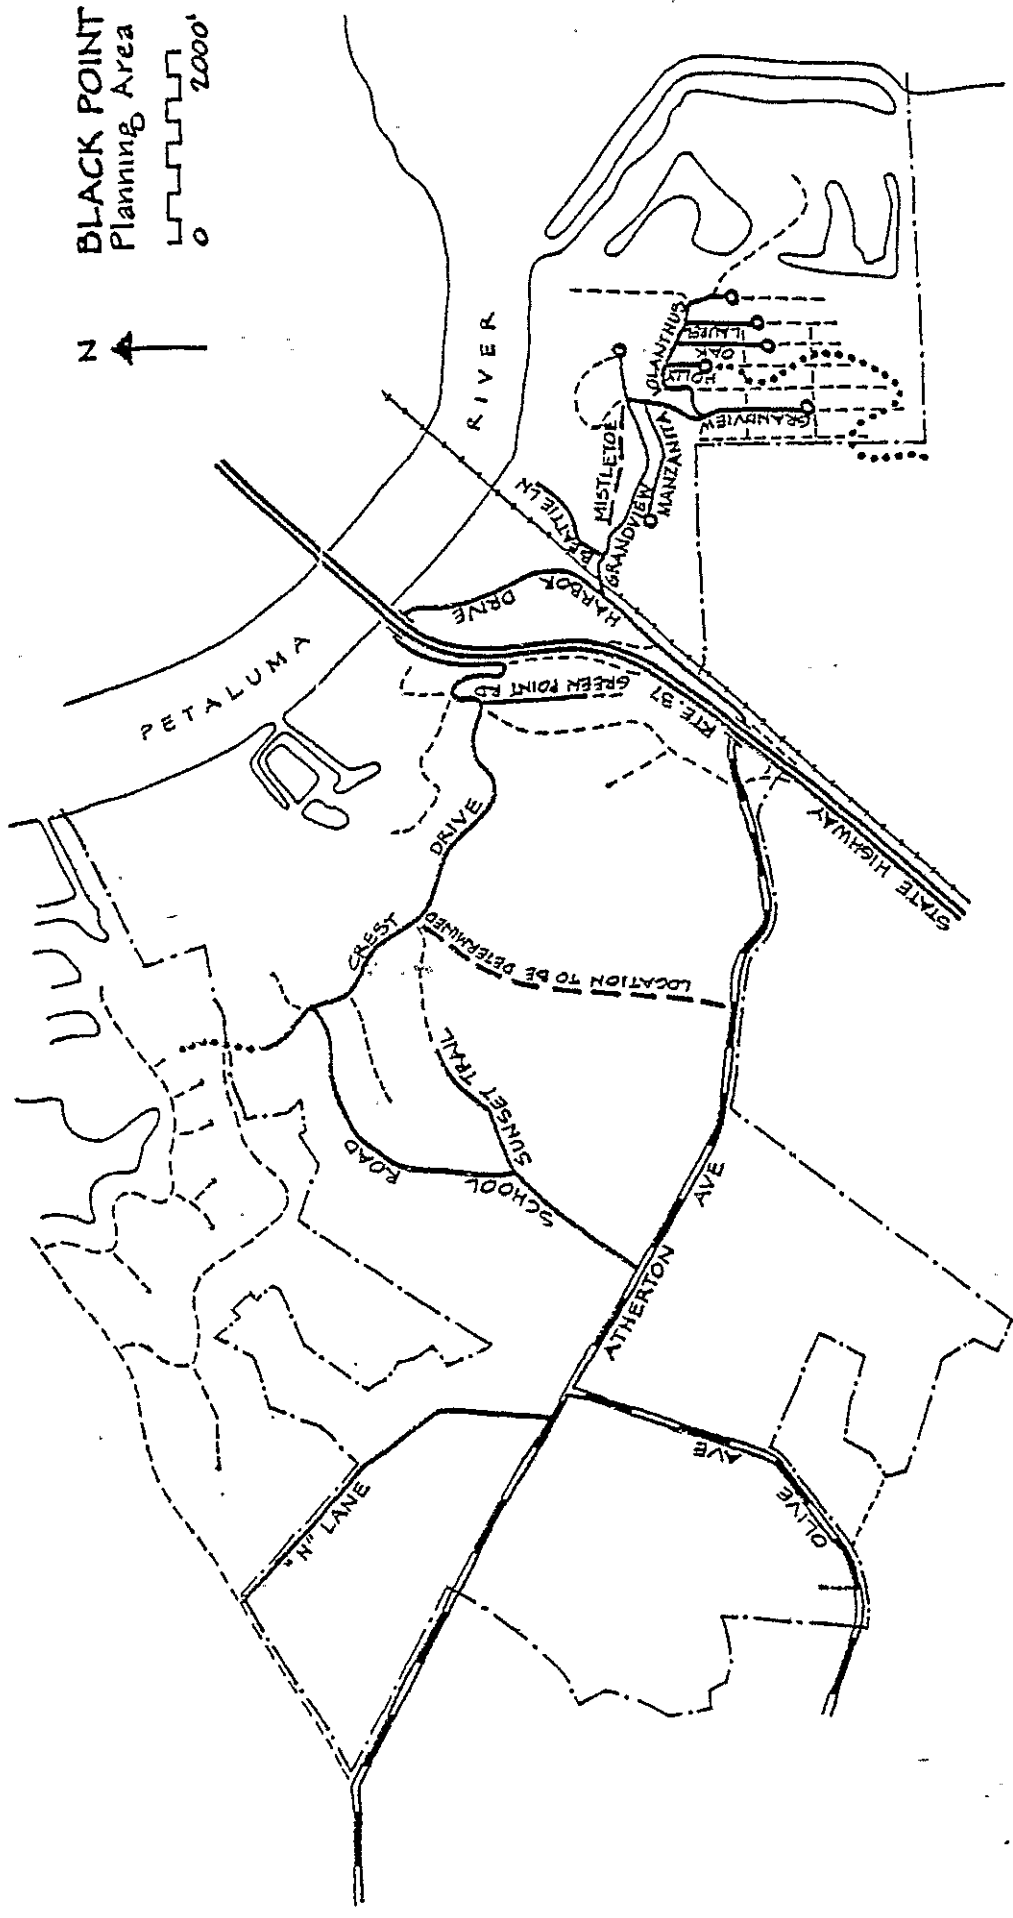 BLACK POINT
Planning Area
0 2000'
N
PETALUMA RIVER
STATE HIGHWAY RTE. 37
HARBOR DRIVE
GREEN POINT RD
BEATTIE LN
MISTLETOE
GRANDVIEW
MANZANITA
OLANTHUS
LAUREL
OAK
HOLLY
GRANDVIEW
CREST DRIVE
LOCATION TO BE DETERMINED
SUNSET TRAIL
SCHOOL ROAD
ATHERTON AVE
OLIVE AVE
"H" LANE